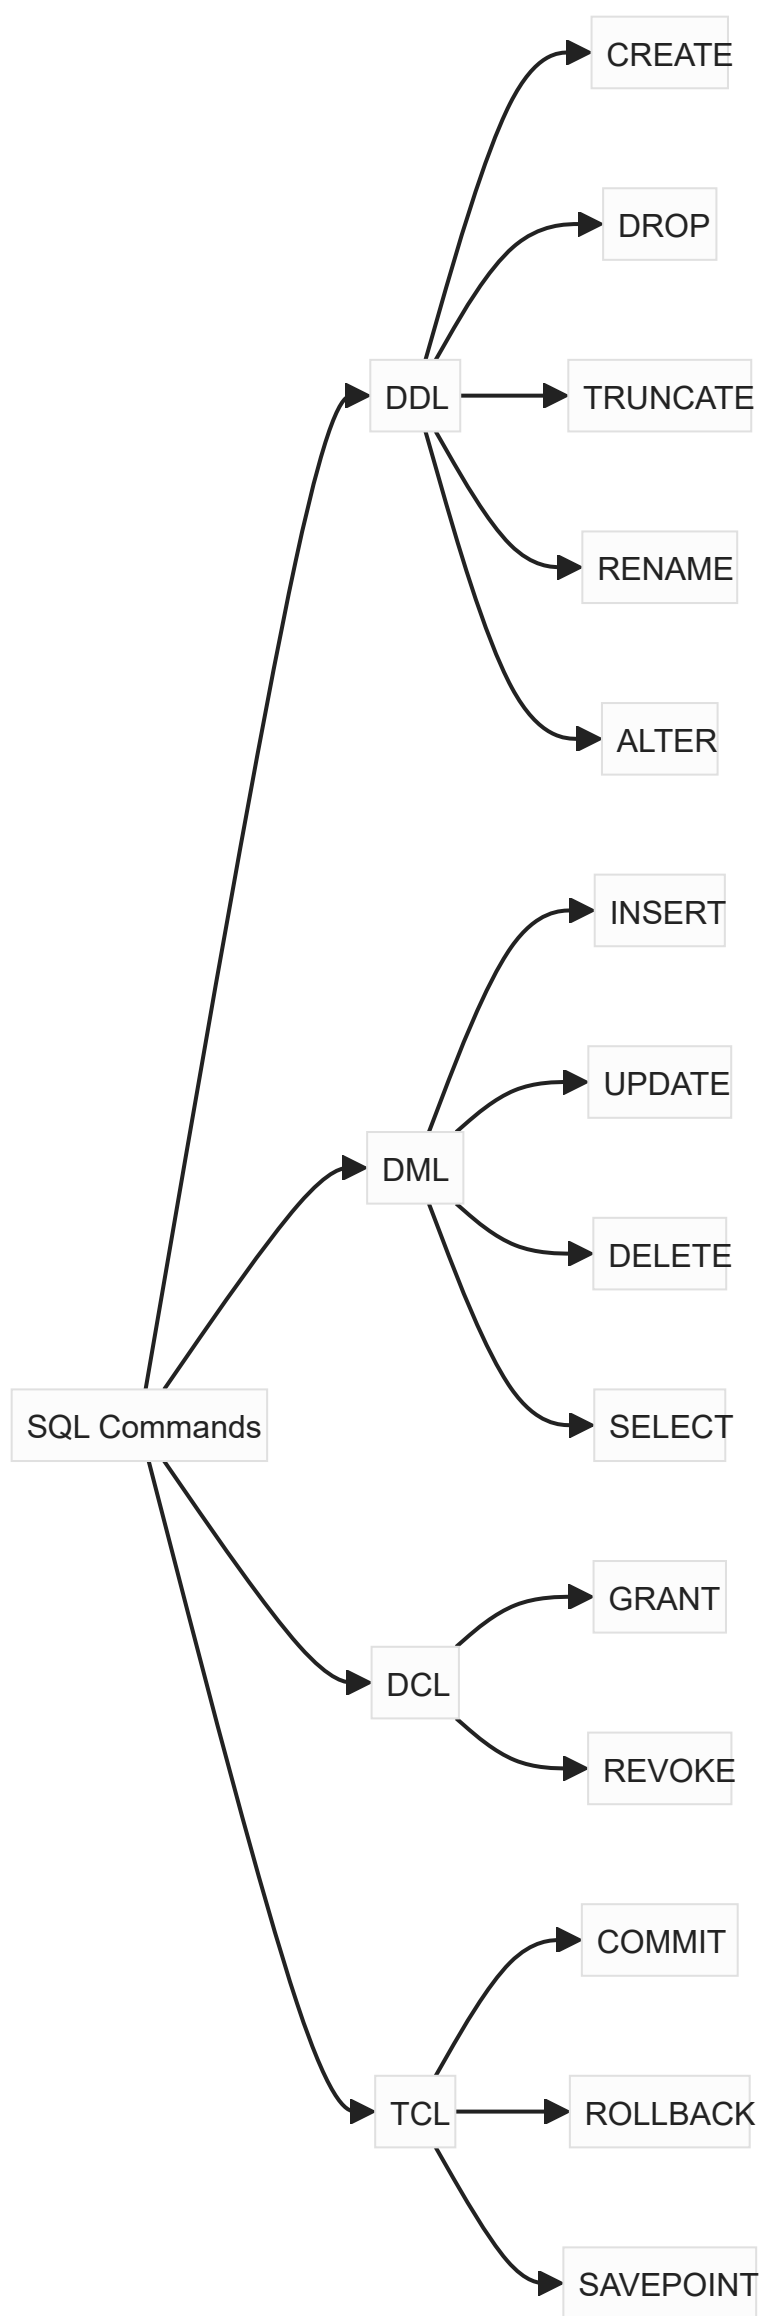 CREATE
DROP
DDL
TRUNCATE
RENAME
ALTER
INSERT
UPDATE
DML
DELETE
SELECT
SQL Commands
GRANT
DCL
REVOKE
COMMIT
TCL
ROLLBACK
SAVEPOINT